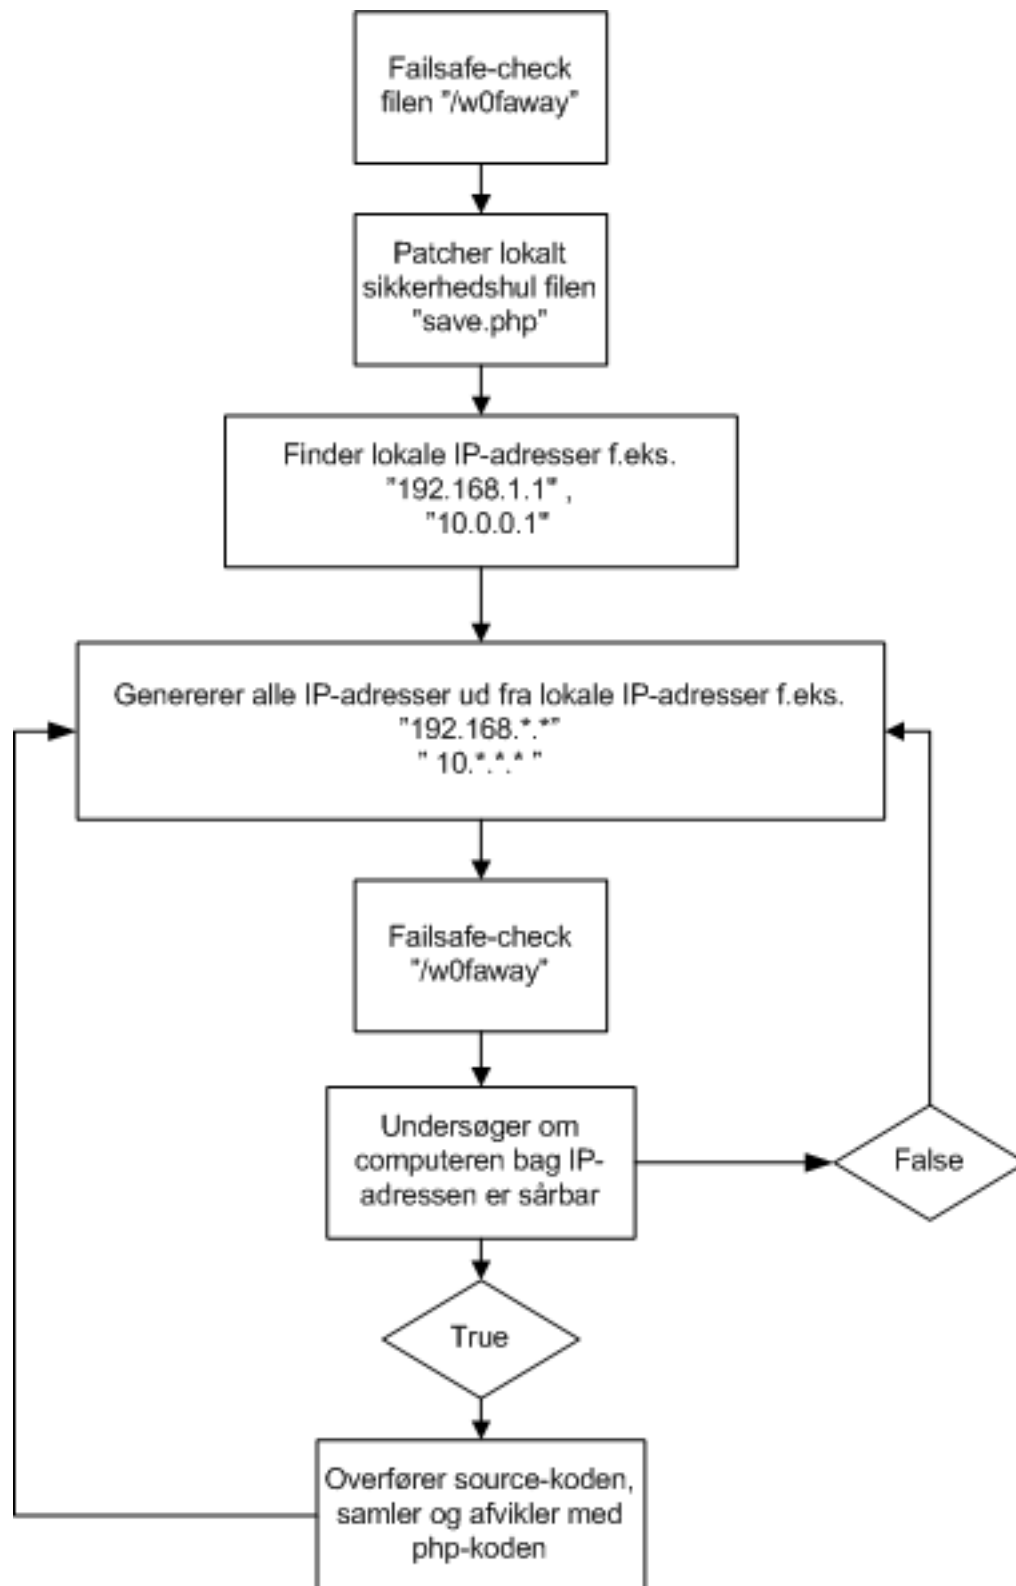 Failsafe-check
filen "/w0faway"
Patcher lokalt
sikkerhedshul filen
"save.php"
Finder lokale IP-adresser f.eks.
"192.168.1.1" ,
"10.0.0.1"
Genererer alle IP-adresser ud fra lokale IP-adresser f.eks.
"192.168.*.*"
" 10.*.*.* "
Failsafe-check
"/w0faway"
Undersøger om
computeren bag IP-
adressen er sårbar
False
True
Overfører source-koden,
samler og afvikler med
php-koden